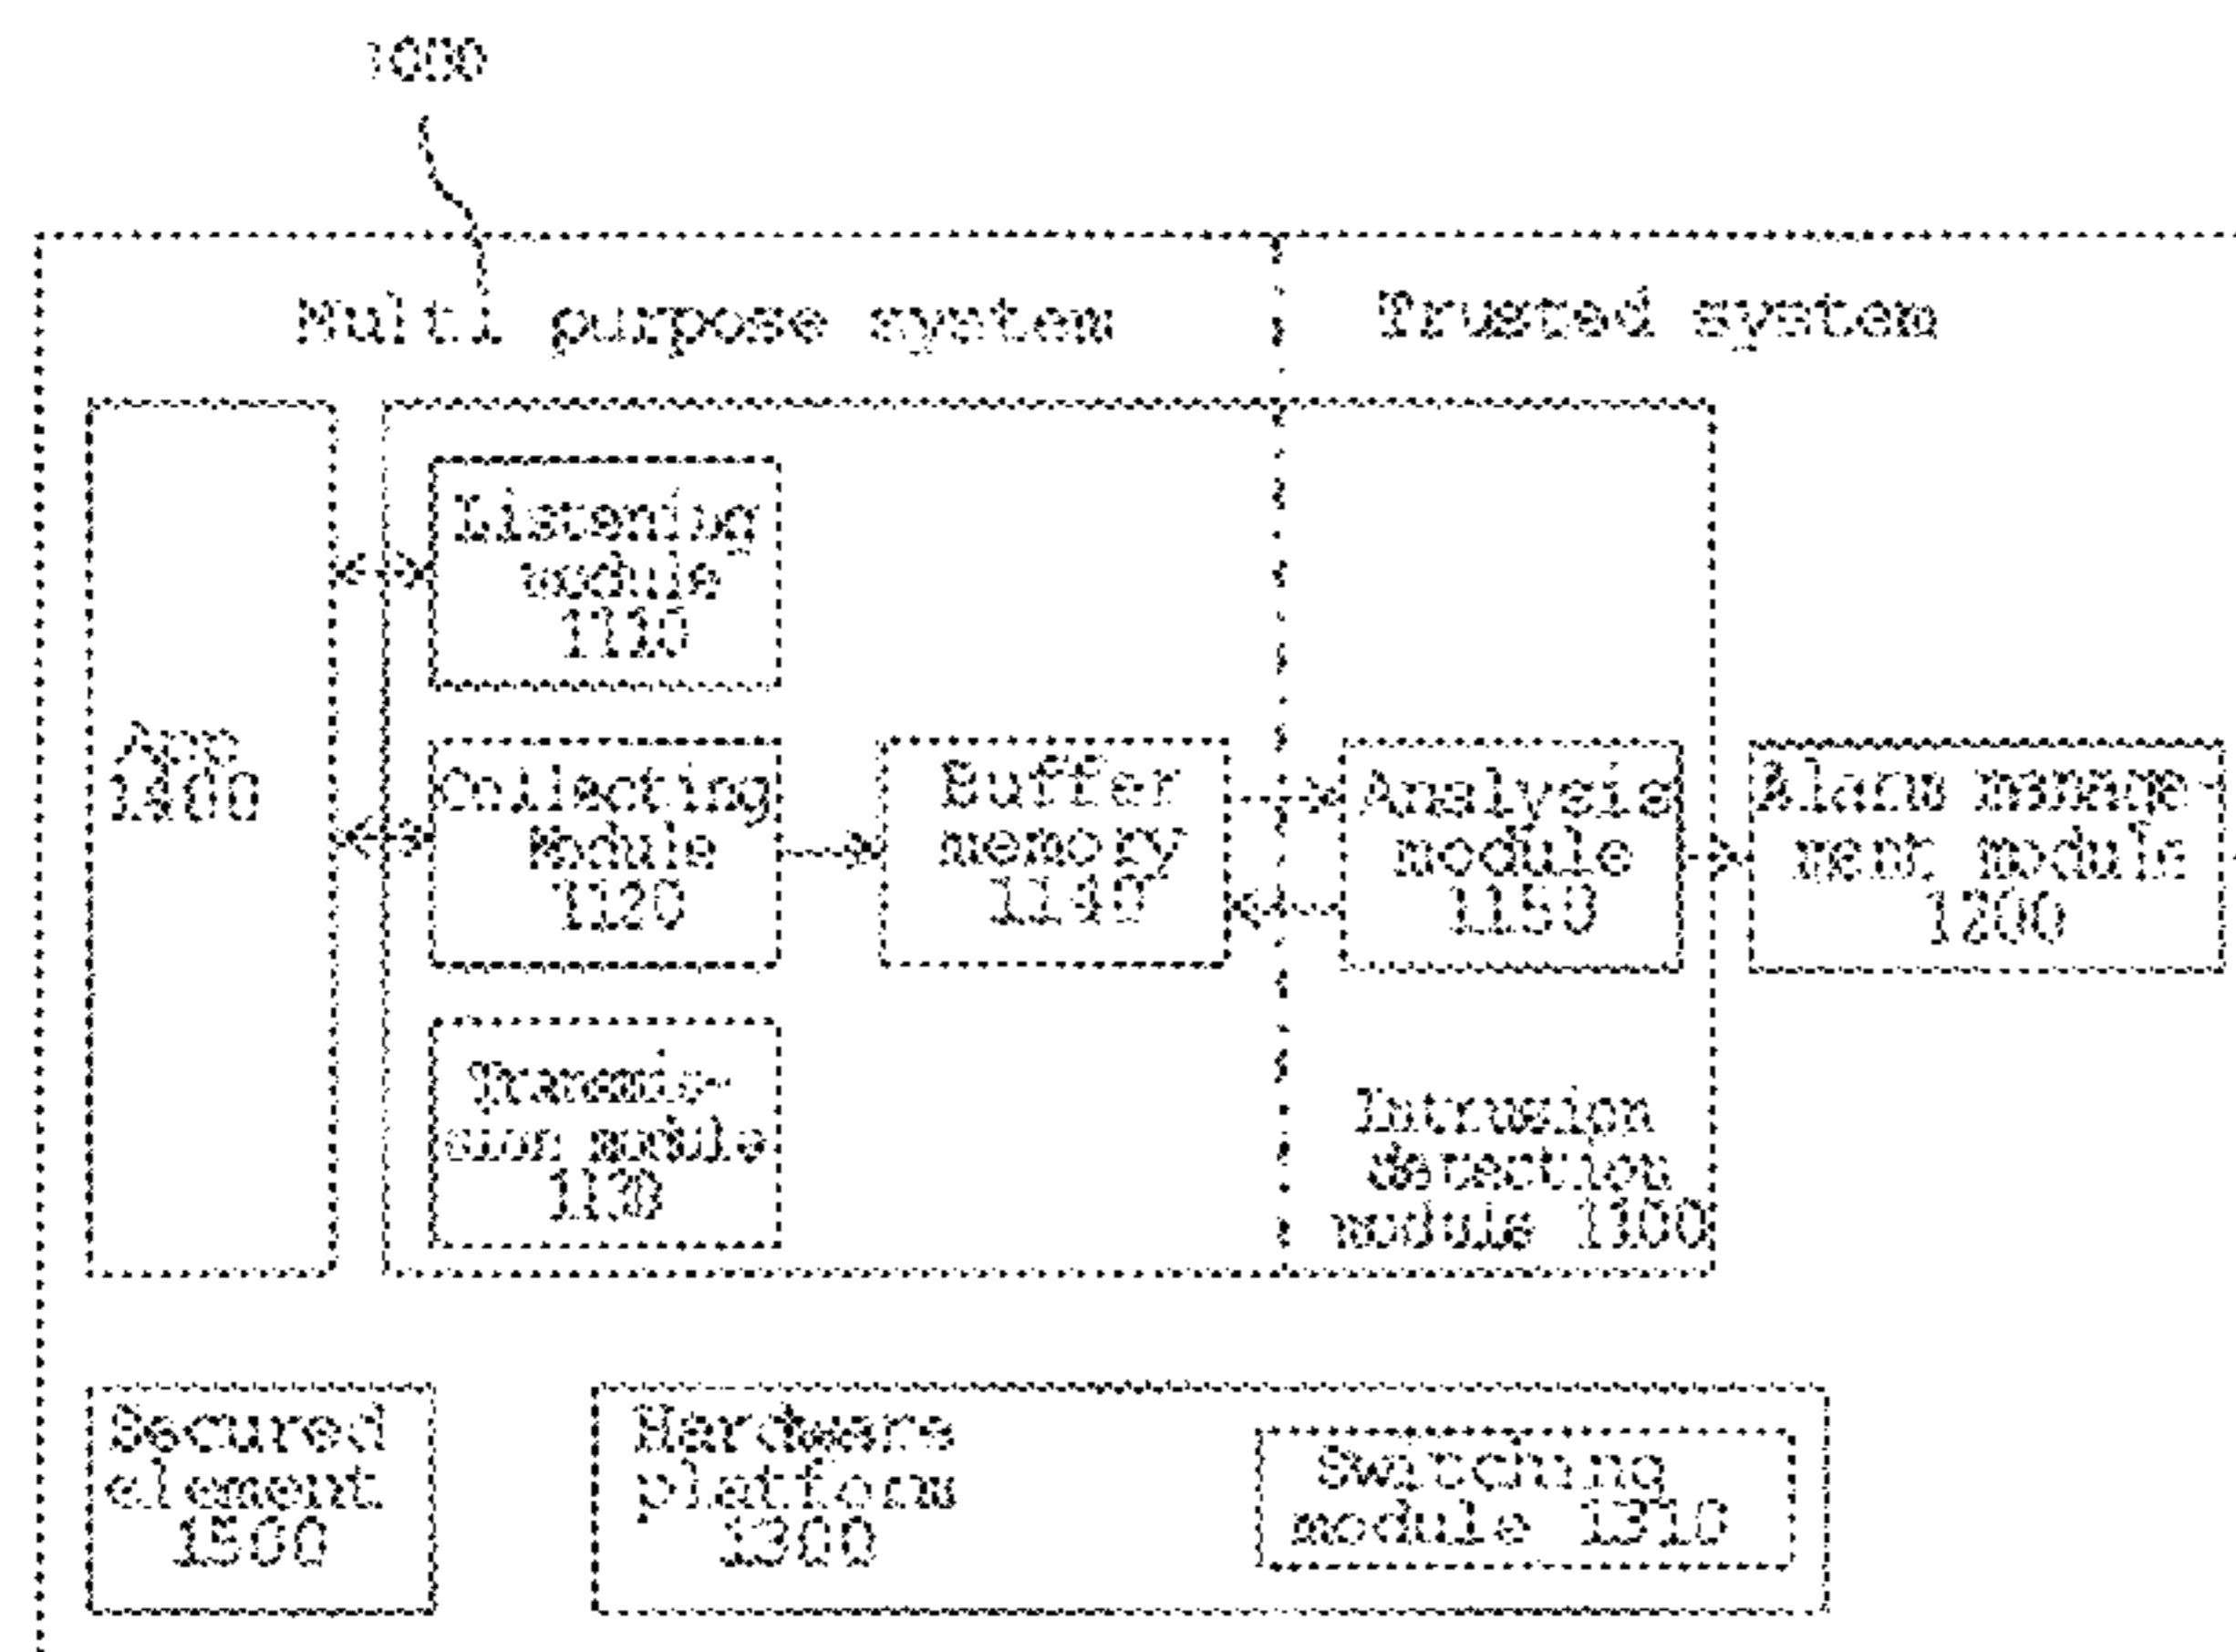 1000
Multi purpose system
Trusted system
Listening
module
1110
Apps
1400
Collecting
Module
1120
Buffer
memory
1140
Analysis
module
1150
Alarm manage-
ment module
1200
Transmis-
sion module
1130
Intrusion
detection
module 1100
Secured
element
1500
Hardware
platform
1300
Switching
module 1310